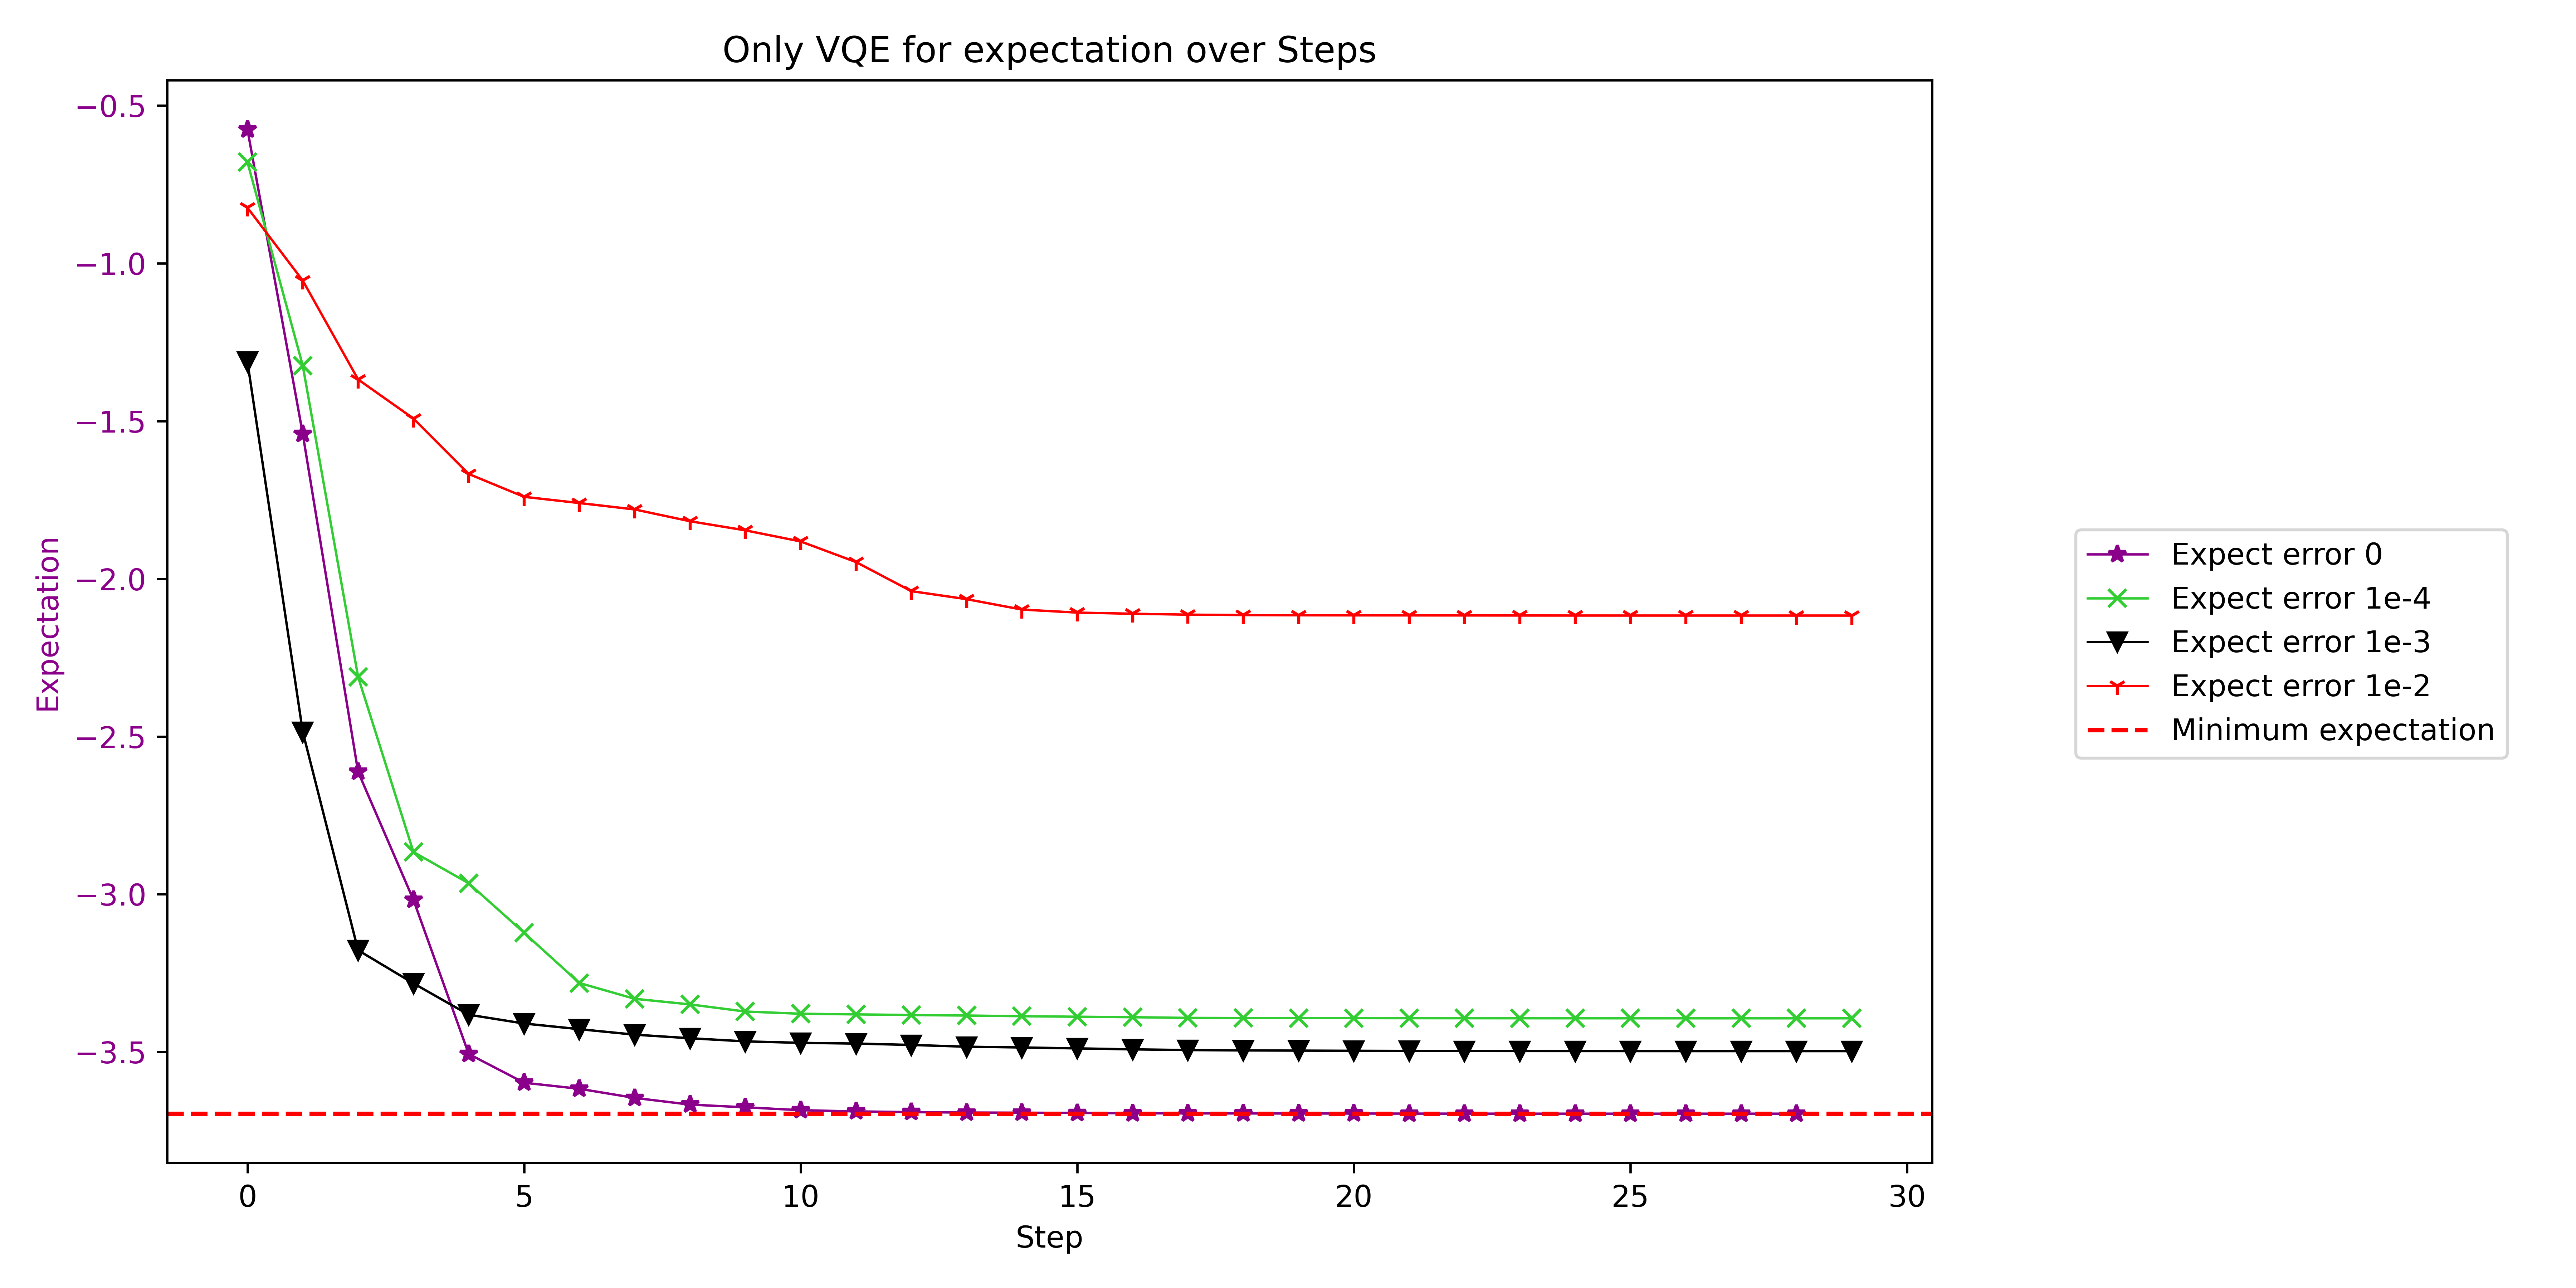 Only VQE for expectation over Steps
Expectation
−0.5
−1.0
−1.5
−2.0
−2.5
−3.0
−3.5
0 5 10 15 20 25 30
Step
Expect error 0
Expect error 1e-4
Expect error 1e-3
Expect error 1e-2
Minimum expectation